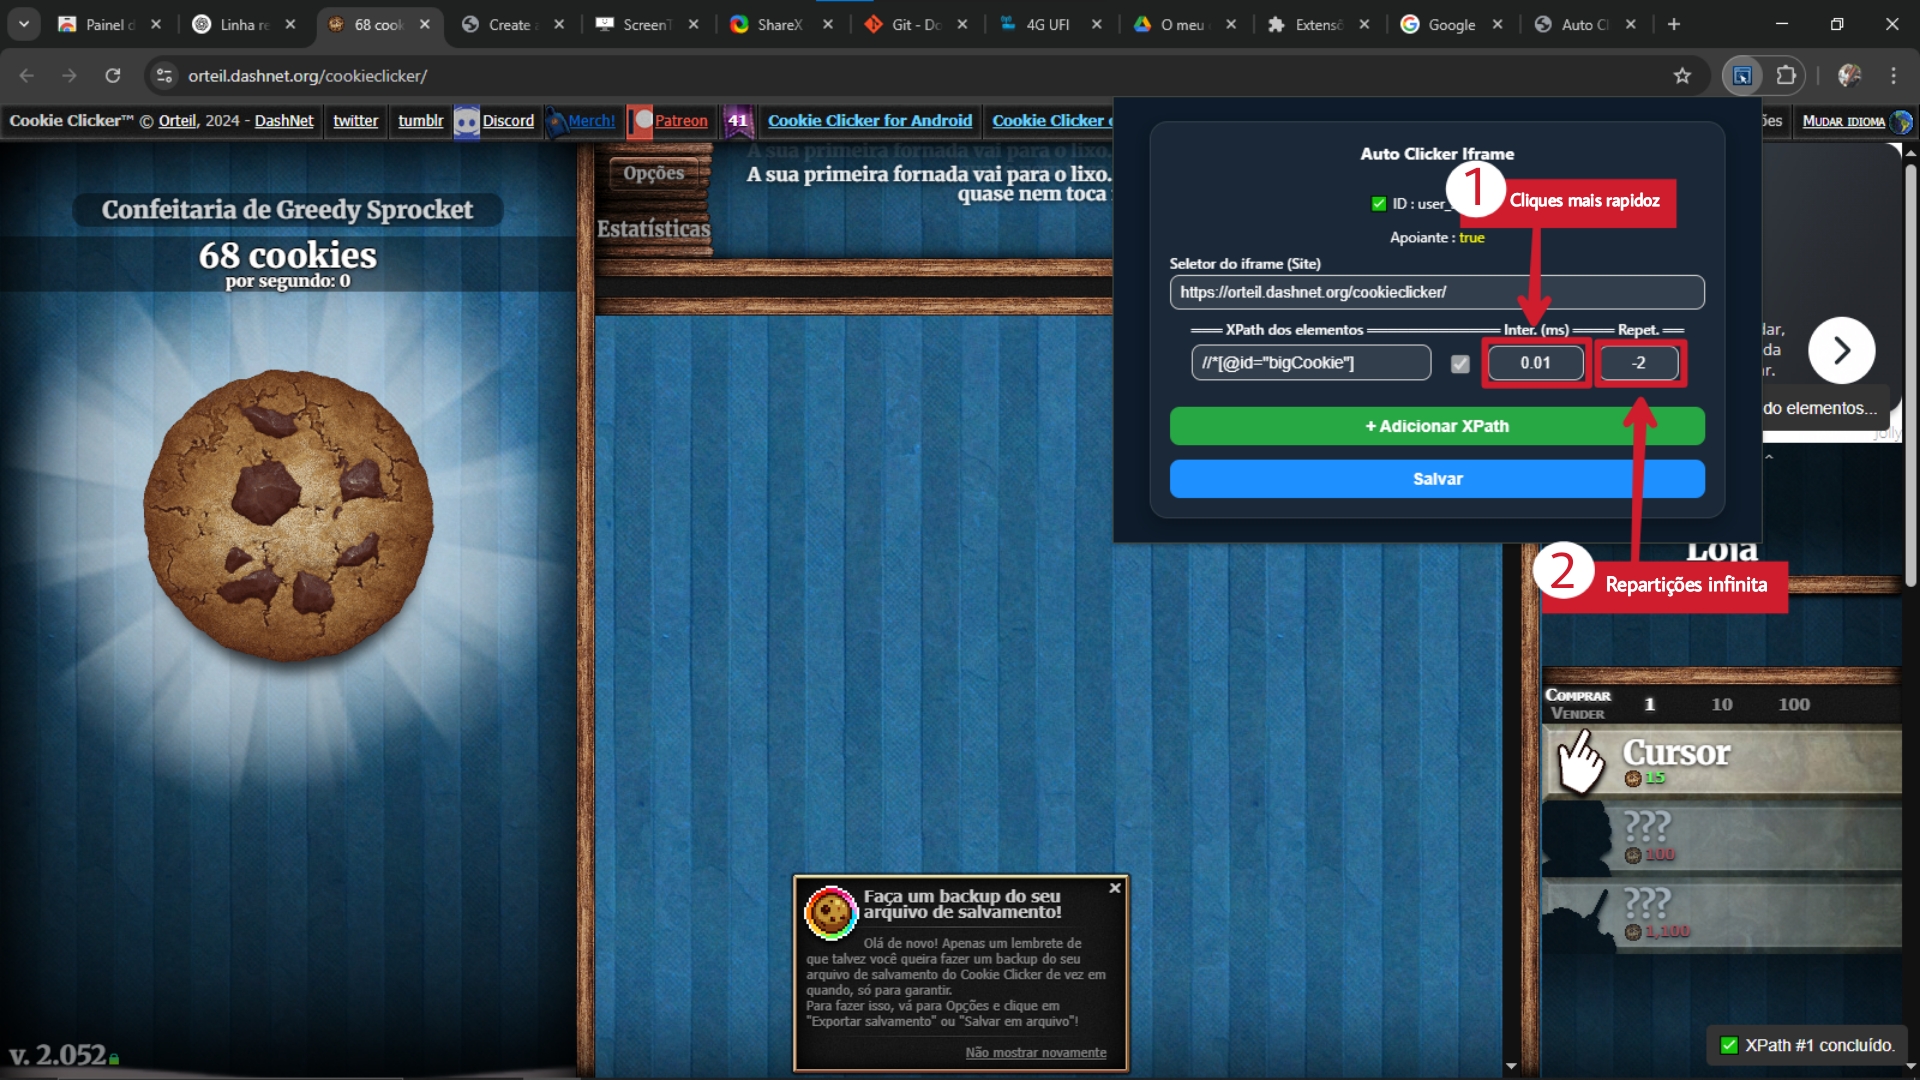 Painel d
Linha re
68 cook
Create a
ScreenT
ShareX
Git - Do
4G UFI
O meu
Extensõ
Google
Auto Cl
orteil.dashnet.org/cookieclicker/
Cookie Clicker™ © Orteil, 2024 - DashNet
twitter
tumblr
Discord
Merch!
Patreon
41
Cookie Clicker for Android
Cookie Clicker
ões
Mudar idioma
Confeitaria de Greedy Sprocket
68 cookies
por segundo: 0
v. 2.052
Opções
Estatísticas
A sua primeira fornada vai para o lixo.
A sua primeira fornada vai para o lixo.
quase nem toca
Auto Clicker Iframe
ID : user_
1
Cliques mais rapidoz
Apoiante : true
Seletor do iframe (Site)
https://orteil.dashnet.org/cookieclicker/
XPath dos elementos
Inter. (ms)
Repet.
//*[@id="bigCookie"]
0.01
-2
+ Adicionar XPath
Salvar
2
Repartições infinita
lar,
da
r.
do elementos...
Jolly
Loja
Comprar
Vender
1
10
100
Cursor
15
???
100
???
1,100
Faça um backup do seu
arquivo de salvamento!
Olá de novo! Apenas um lembrete de
que talvez você queira fazer um backup do seu
arquivo de salvamento do Cookie Clicker de vez em
quando, só para garantir.
Para fazer isso, vá para Opções e clique em
"Exportar salvamento" ou "Salvar em arquivo"!
Não mostrar novamente
XPath #1 concluído.